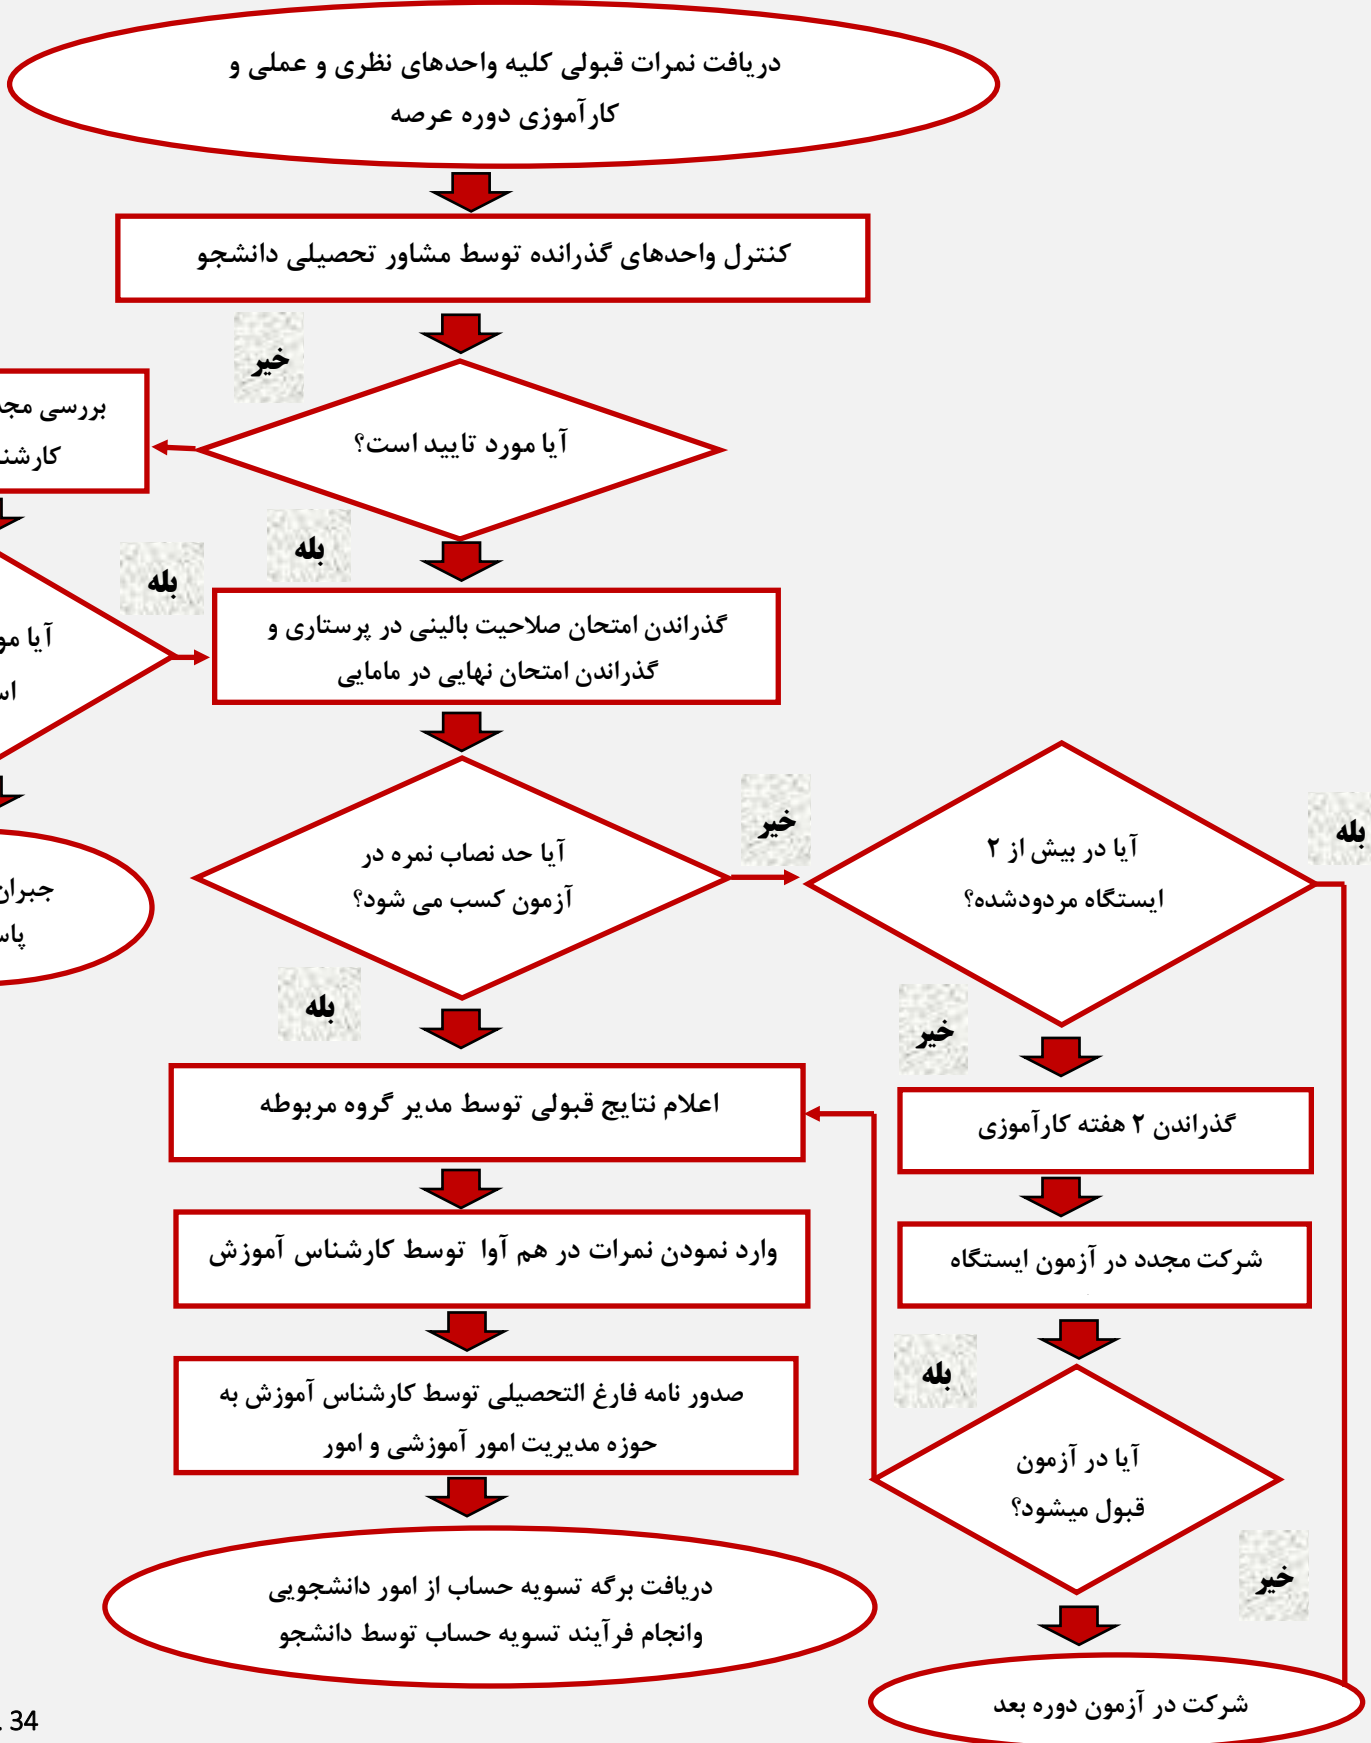 دریافت نمرات قبولی کلیه واحدهای نظری و عملی و
کارآموزی دوره عرصه
کنترل واحدهای گذرانده توسط مشاور تحصیلی دانشجو
خیر
آیا مورد تایید است؟
بررسی
بله
بله
گذراندن امتحان صلاحیت بالینی در پرستاری و
گذراندن امتحان نهایی در مامایی
آیا
آیا حد نصاب نمره در
آزمون کسب می شود؟
خیر
آیا در بیش از ۲
ایستگاه مردودشده؟
بله
بله
خیر
اعلام نتایج قبولی توسط مدیر گروه مربوطه
گذراندن ۲ هفته کارآموزی
وارد نمودن نمرات در هم آوا توسط کارشناس آموزش
شرکت مجدد در آزمون ایستگاه
صدور نامه فارغ التحصیلی توسط کارشناس آموزش به
حوزه مدیریت امور آموزشی و امور
بله
آیا در آزمون
قبول میشود؟
خیر
دریافت برگه تسویه حساب از امور دانشجویی
وانجام فرآیند تسویه حساب توسط دانشجو
شرکت در آزمون دوره بعد
. 34